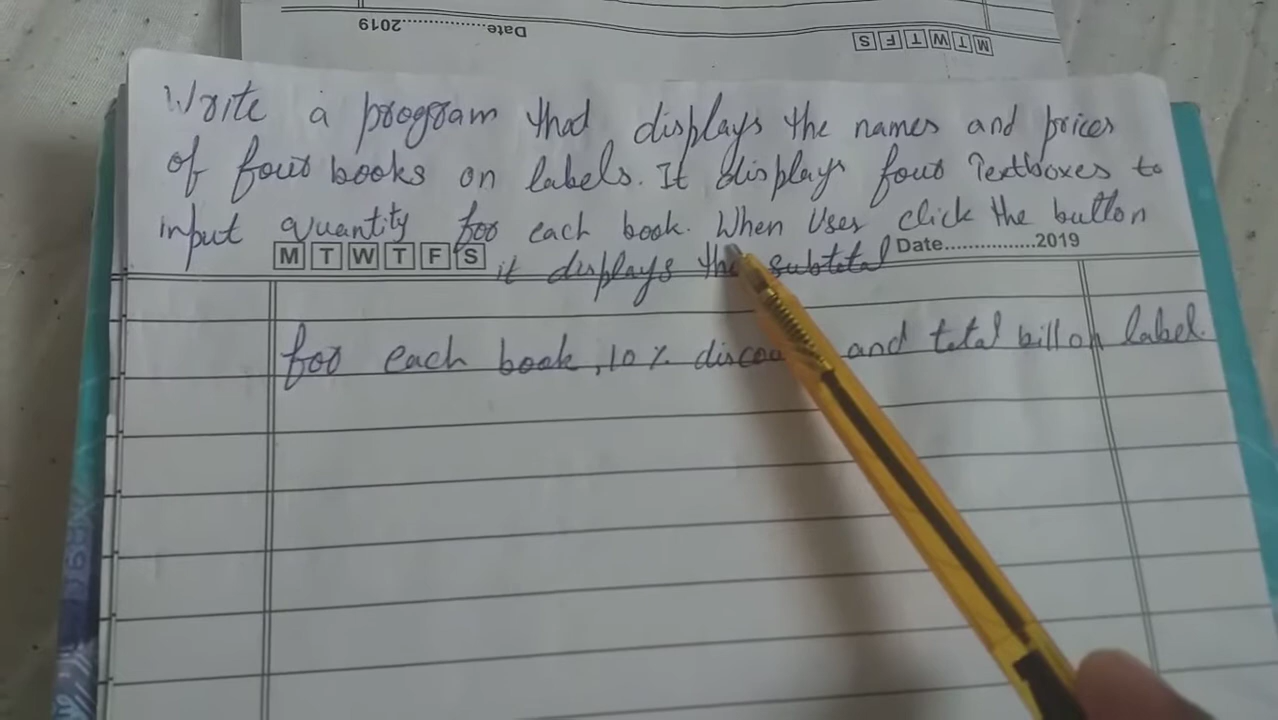 Date................2019
M T W T F S
Write a program that displays the names and prices
of four books on labels. It displays four Textboxes to
input quantity for each book. When User click the button
M T W T F S
Date................2019
it displays the subtotal
for each book, 10% and total bill on label.